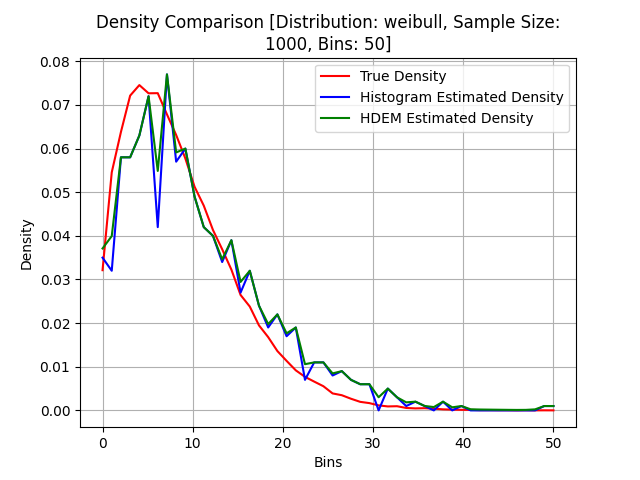 Density Comparison [Distribution: weibull, Sample Size:
1000, Bins: 50]
0.08
0.07
0.06
0.05
0.04
0.03
0.02
0.01
0.00
Density
True Density
Histogram Estimated Density
HDEM Estimated Density
0 10 20 30 40 50
Bins